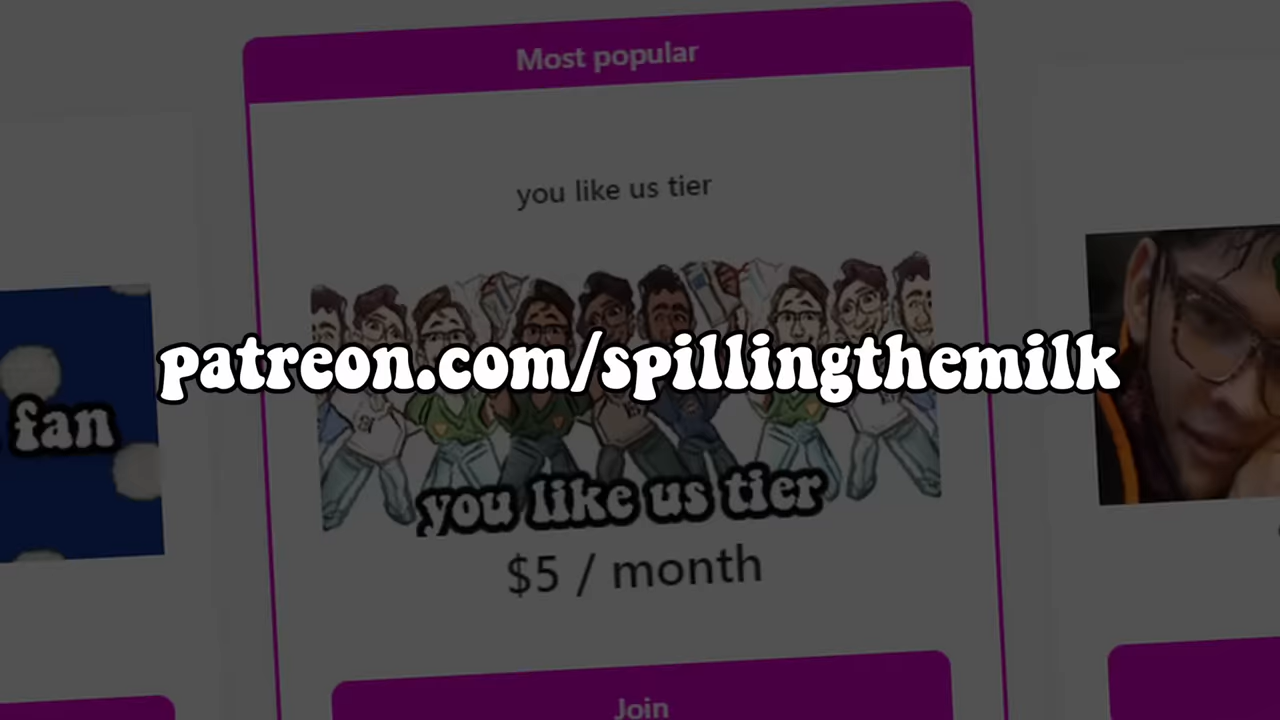 Most popular
you like us tier
patreon.com/spillingthemilk
fan
you like us tier
$5 / month
Join